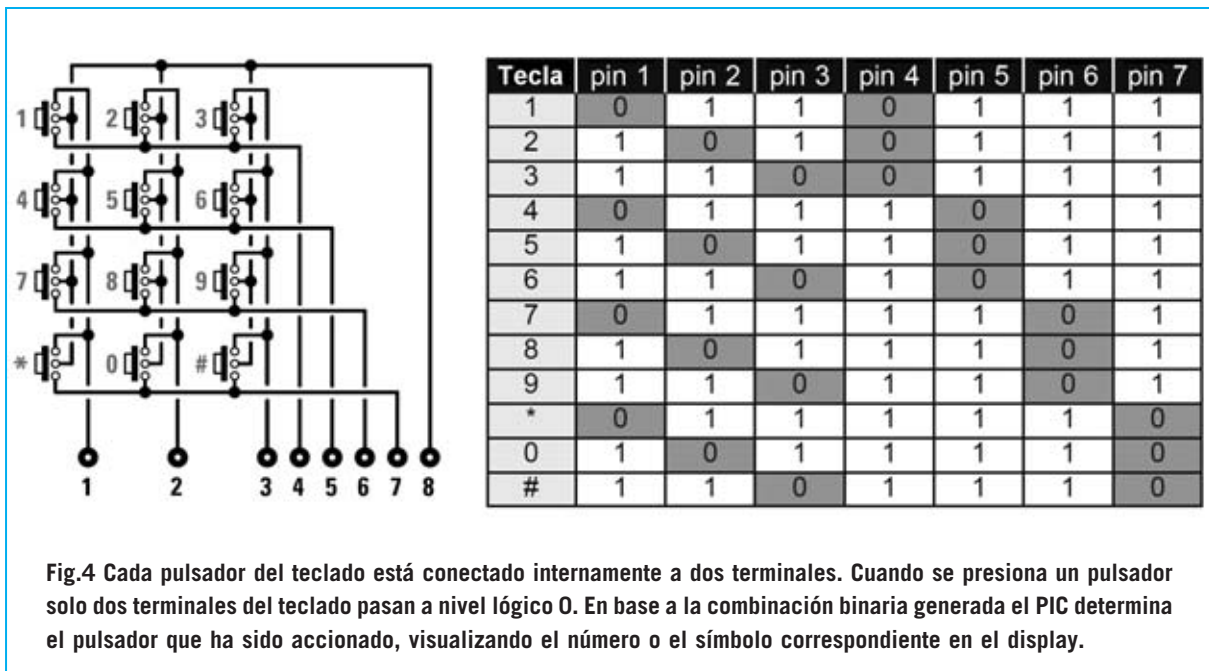 1 2 3
4 5 6
7 8 9
* 0 #
1 2 3 4 5 6 7 8
Tecla pin 1 pin 2 pin 3 pin 4 pin 5 pin 6 pin 7
1 0 1 1 0 1 1 1
2 1 0 1 0 1 1 1
3 1 1 0 0 1 1 1
4 0 1 1 1 0 1 1
5 1 0 1 1 0 1 1
6 1 1 0 1 0 1 1
7 0 1 1 1 1 0 1
8 1 0 1 1 1 0 1
9 1 1 0 1 1 0 1
* 0 1 1 1 1 1 0
0 1 0 1 1 1 1 0
# 1 1 0 1 1 1 0
Fig.4 Cada pulsador del teclado está conectado internamente a dos terminales. Cuando se presiona un pulsador
solo dos terminales del teclado pasan a nivel lógico 0. En base a la combinación binaria generada el PIC determina
el pulsador que ha sido accionado, visualizando el número o el símbolo correspondiente en el display.